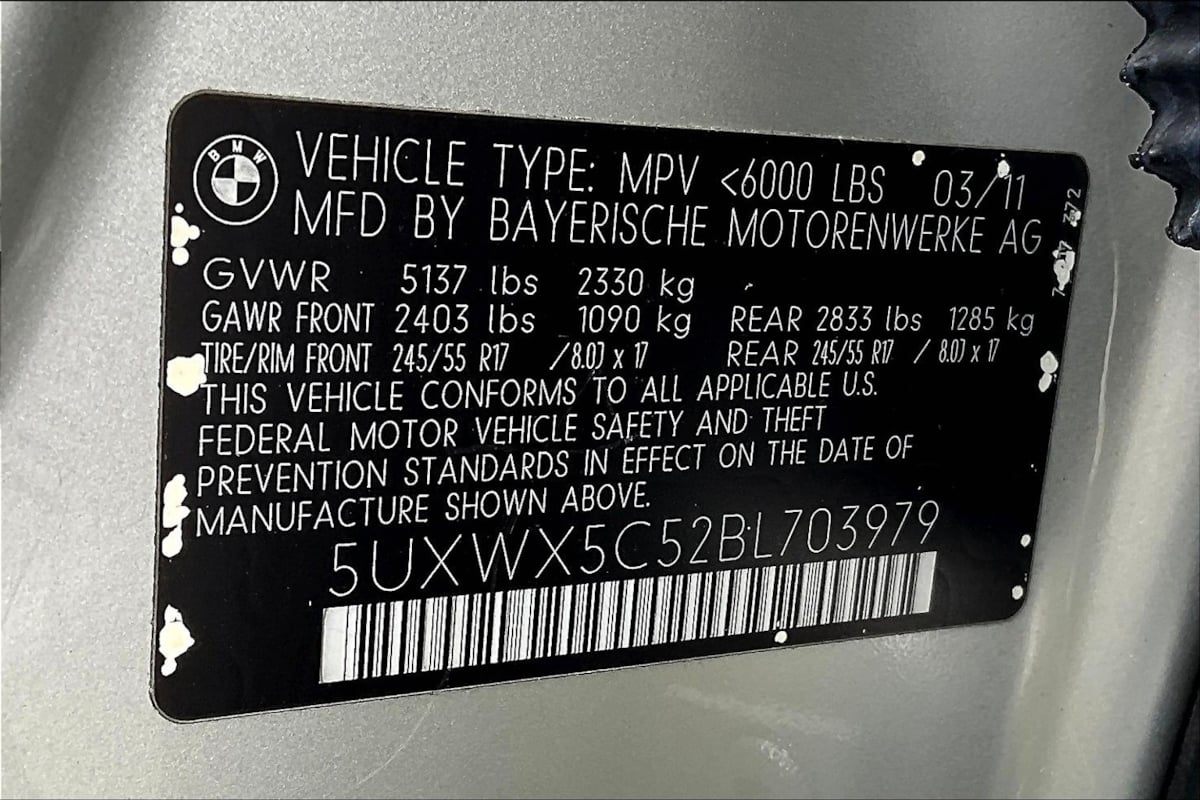 BMW
VEHICLE TYPE: MPV <6000 LBS 03/11
MFD BY BAYERISCHE MOTORENWERKE AG
GVWR 5137 lbs 2330 kg
GAWR FRONT 2403 lbs 1090 kg REAR 2833 lbs 1285 kg
TIRE/RIM FRONT 245/55 R17 /8.0J x 17 REAR 245/55 R17 / 8.0J x 17
THIS VEHICLE CONFORMS TO ALL APPLICABLE U.S.
FEDERAL MOTOR VEHICLE SAFETY AND THEFT
PREVENTION STANDARDS IN EFFECT ON THE DATE OF
MANUFACTURE SHOWN ABOVE.
5UXWX5C52BL703979
372